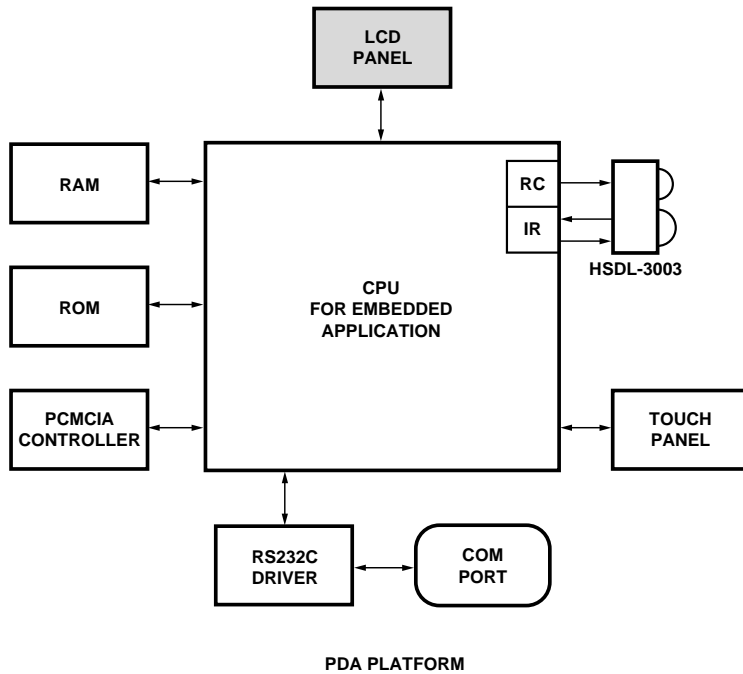 LCD
PANEL
RAM
RC
IR
HSDL-3003
ROM
CPU
FOR EMBEDDED
APPLICATION
PCMCIA
CONTROLLER
TOUCH
PANEL
RS232C
DRIVER
COM
PORT
PDA PLATFORM